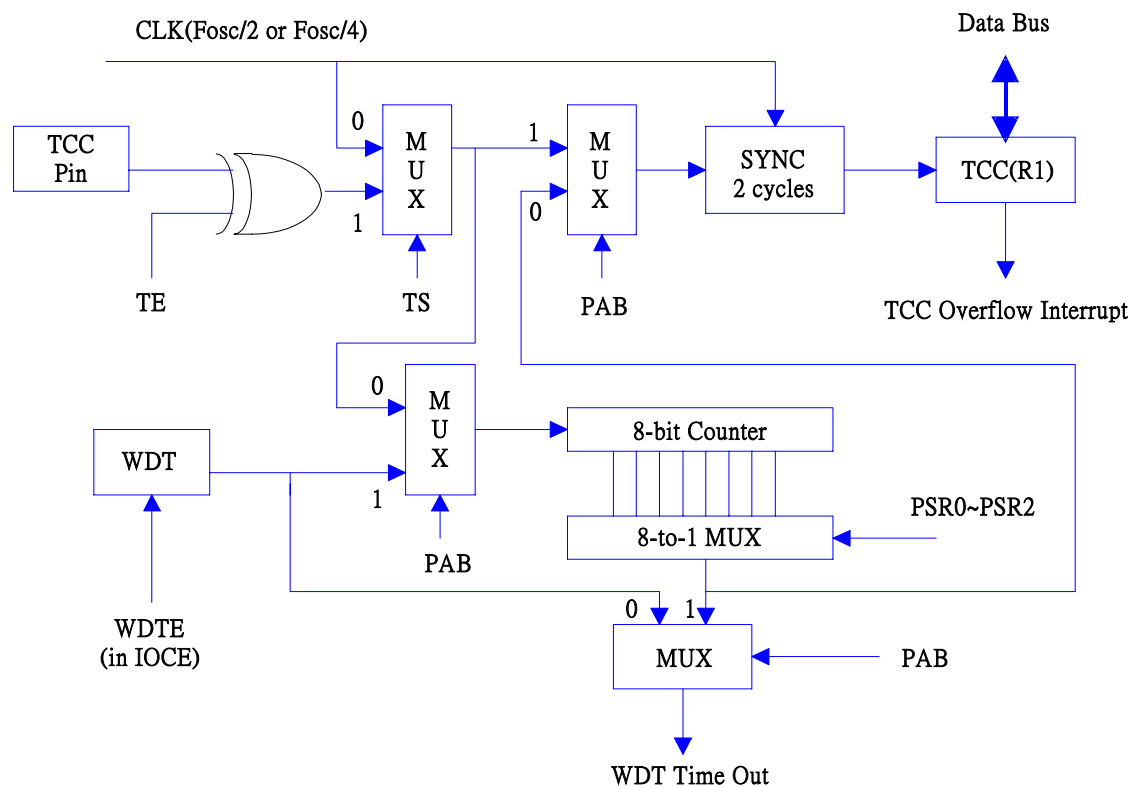 CLK(Fosc/2 or Fosc/4)
Data Bus
TCC
Pin
0
1
M
U
X
1
0
M
U
X
SYNC
2 cycles
TCC(R1)
TE
TS
PAB
TCC Overflow Interrupt
0
1
M
U
X
8-bit Counter
WDT
PSR0~PSR2
8-to-1 MUX
PAB
0
1
WDTE
(in IOCE)
MUX
PAB
WDT Time Out